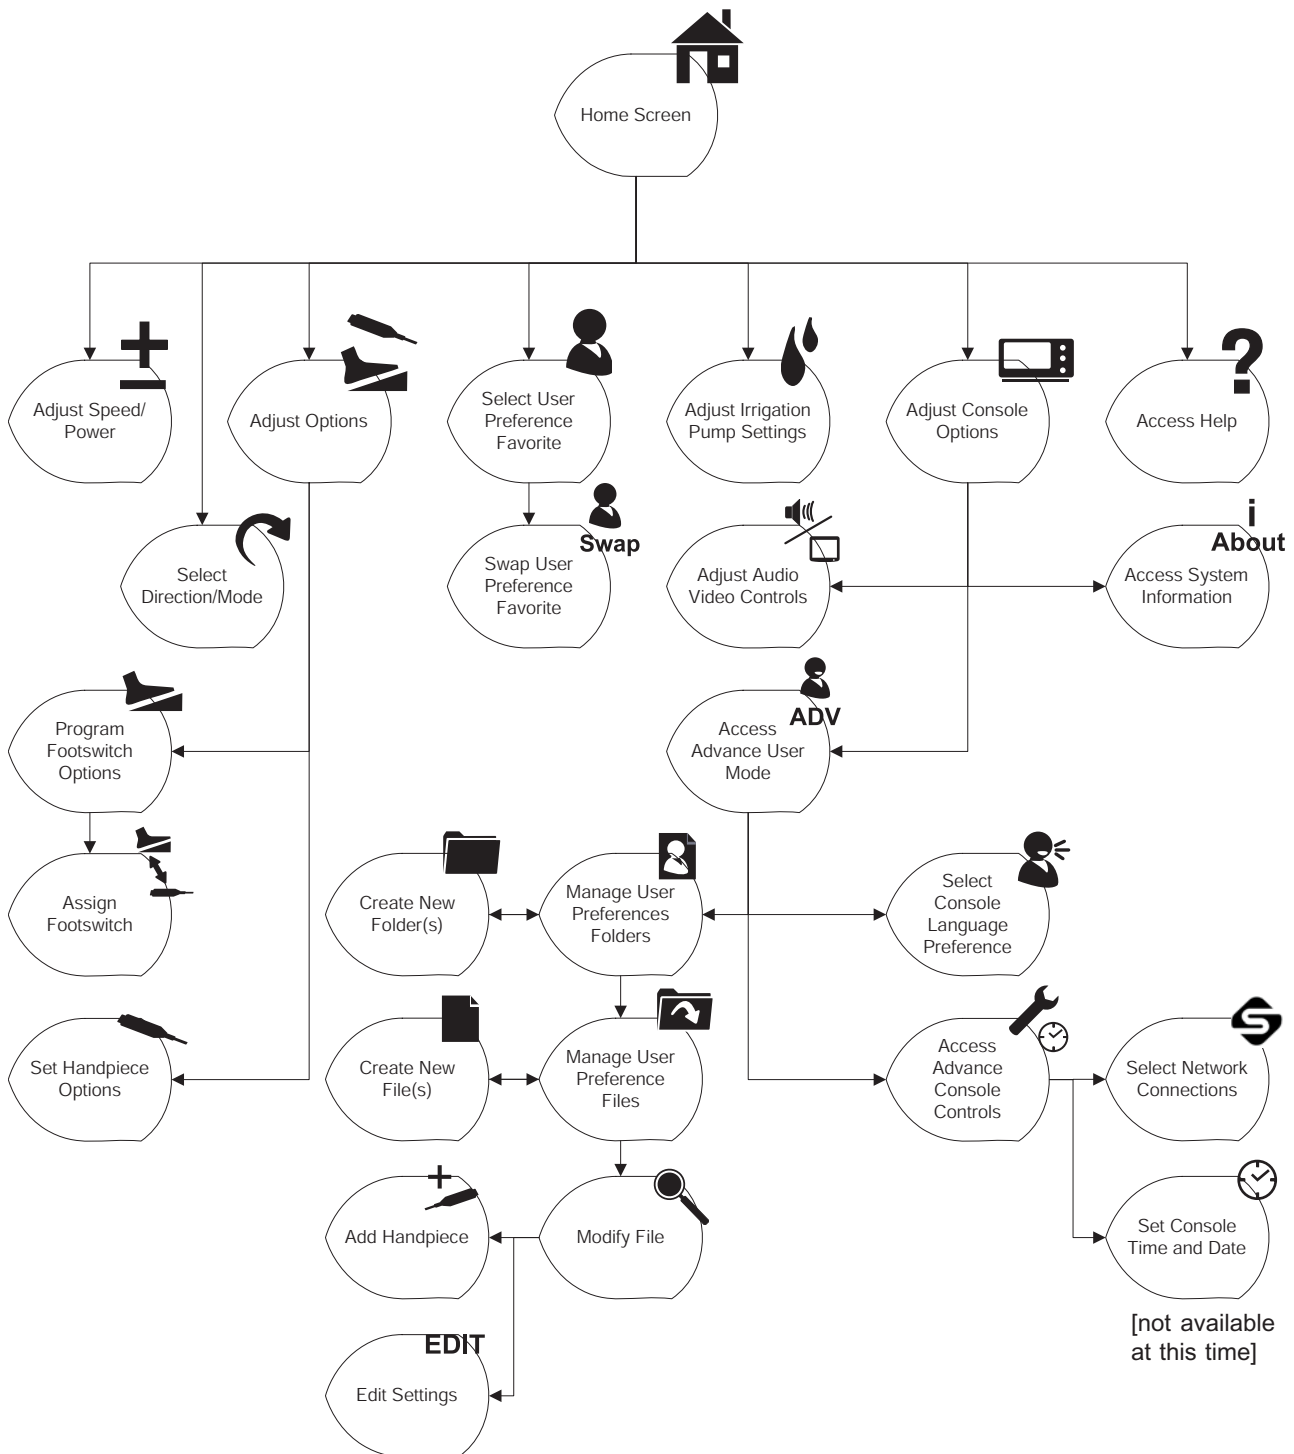 Home Screen
Adjust Speed/
Power
Adjust Options
Select User
Preference
Favorite
Adjust Irrigation
Pump Settings
Adjust Console
Options
?
Access Help
Select
Direction/Mode
Swap
Swap User
Preference
Favorite
Adjust Audio
Video Controls
i
About
Access System
Information
Program
Footswitch
Options
ADV
Access
Advance User
Mode
Assign
Footswitch
Create New
Folder(s)
Manage User
Preferences
Folders
Select
Console
Language
Preference
Set Handpiece
Options
Create New
File(s)
Manage User
Preference
Files
Access
Advance
Console
Controls
S
Select Network
Connections
Add Handpiece
Modify File
Set Console
Time and Date
[not available
at this time]
EDIT
Edit Settings